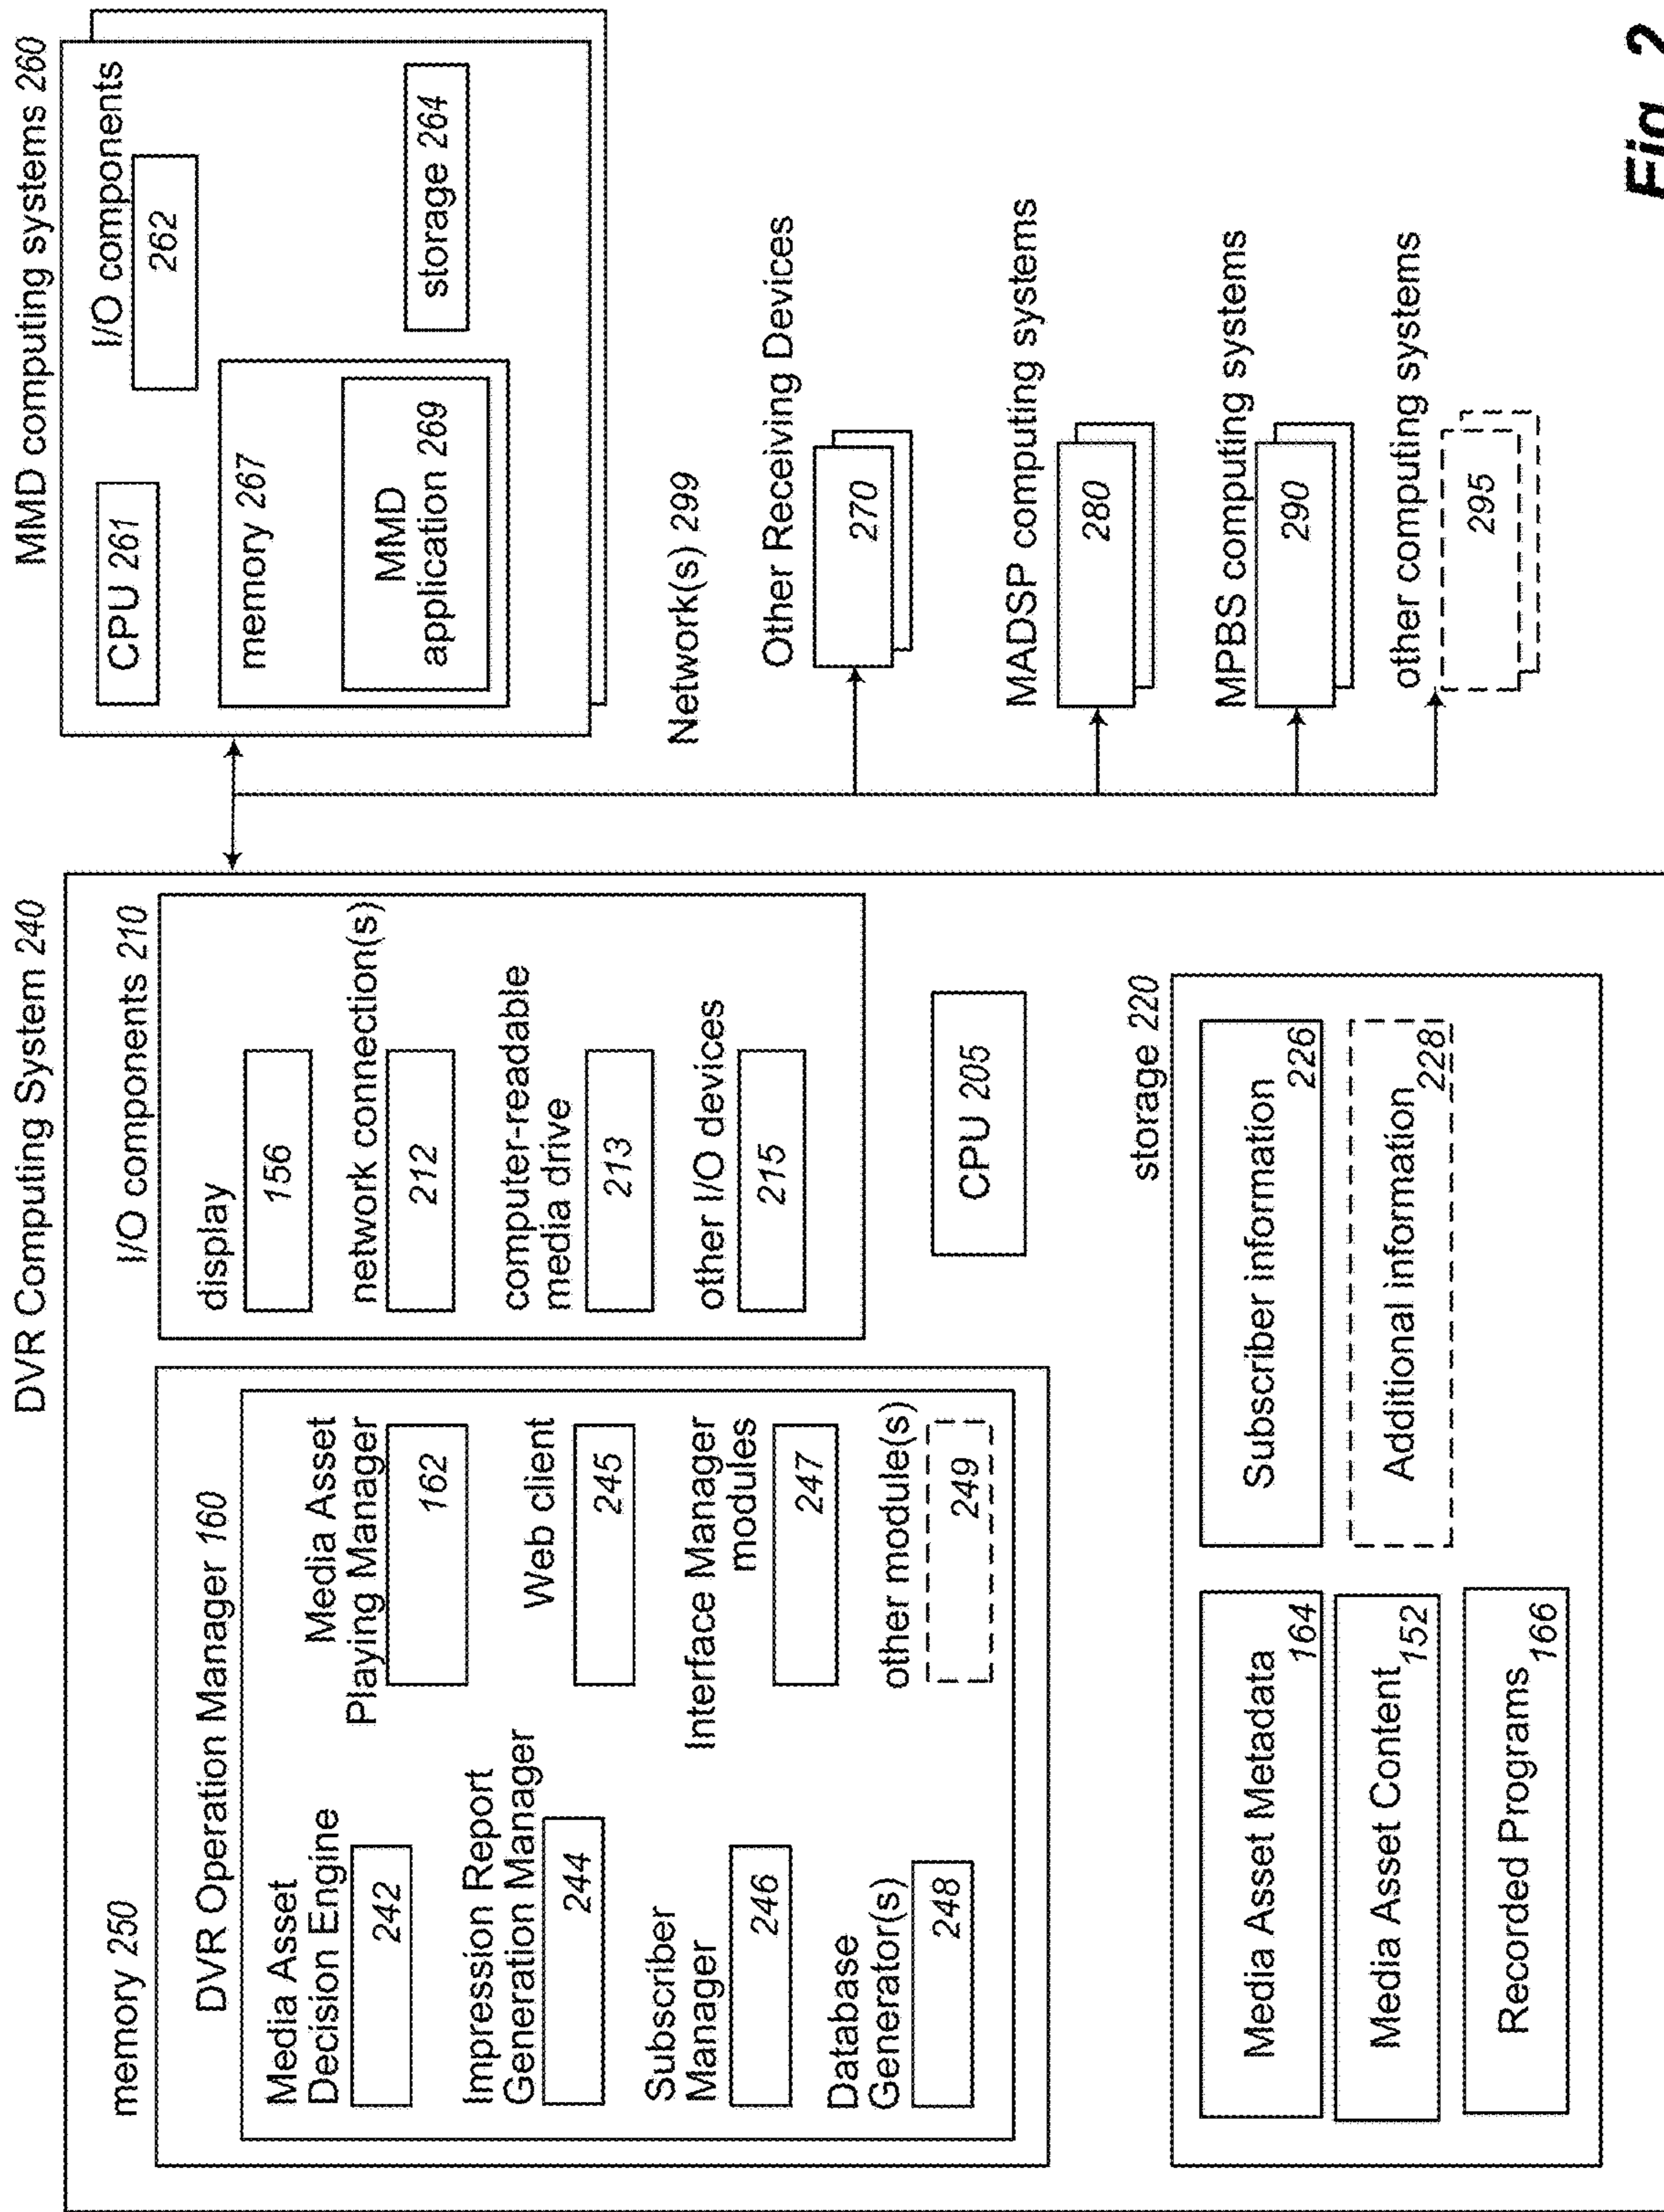 DVR Computing System 240
memory 250
DVR Operation Manager 160
Media Asset
Decision Engine
242
Impression Report
Generation Manager
244
Subscriber
Manager
246
Database
Generator(s)
248
Media Asset
Playing Manager
162
Web client
245
Interface Manager
modules
247
other module(s)
249
I/O components 210
display
156
network connection(s)
212
computer-readable
media drive
213
other I/O devices
215
CPU 205
storage 220
Media Asset Metadata
164
Media Asset Content
152
Recorded Programs
166
Subscriber information
226
Additional information
228
MMD computing systems 260
CPU 261
I/O components
262
memory 267
MMD
application 269
storage 264
Network(s) 299
Other Receiving Devices
270
MADSP computing systems
280
MPBS computing systems
290
other computing systems
295
Fig. 2